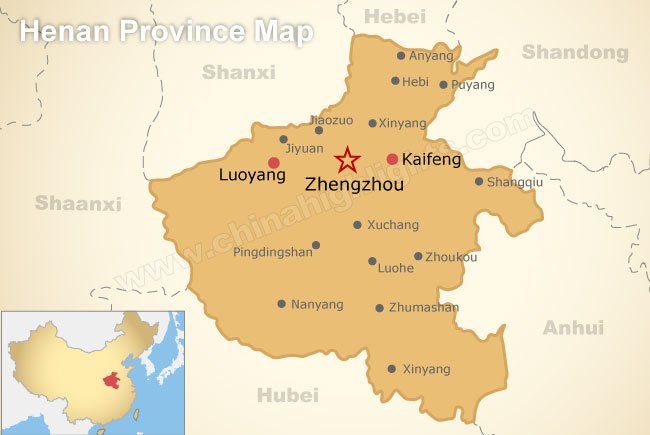 Henan Province Map
Hebei
Shandong
Shanxi
Anyang
Hebi
Puyang
Jiaozuo
Xinyang
Jiyuan
Luoyang
Zhengzhou
Kaifeng
Shangqiu
Shaanxi
www.chinahighlights.com
Xuchang
Pingdingshan
Zhoukou
Luohe
Nanyang
Zhumashan
Anhui
Xinyang
Hubei